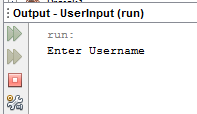 Output - UserInput (run)
run:
Enter Username